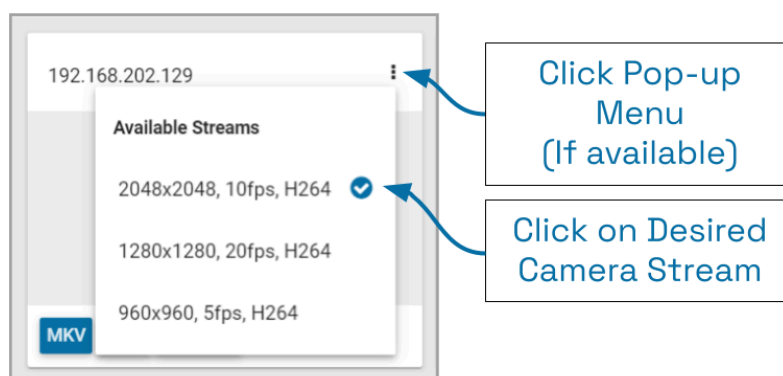 192.168.202.129
Available Streams
2048x2048, 10fps, H264
1280x1280, 20fps, H264
960x960, 5fps, H264
MKV
Click Pop-up
Menu
(If available)
Click on Desired
Camera Stream